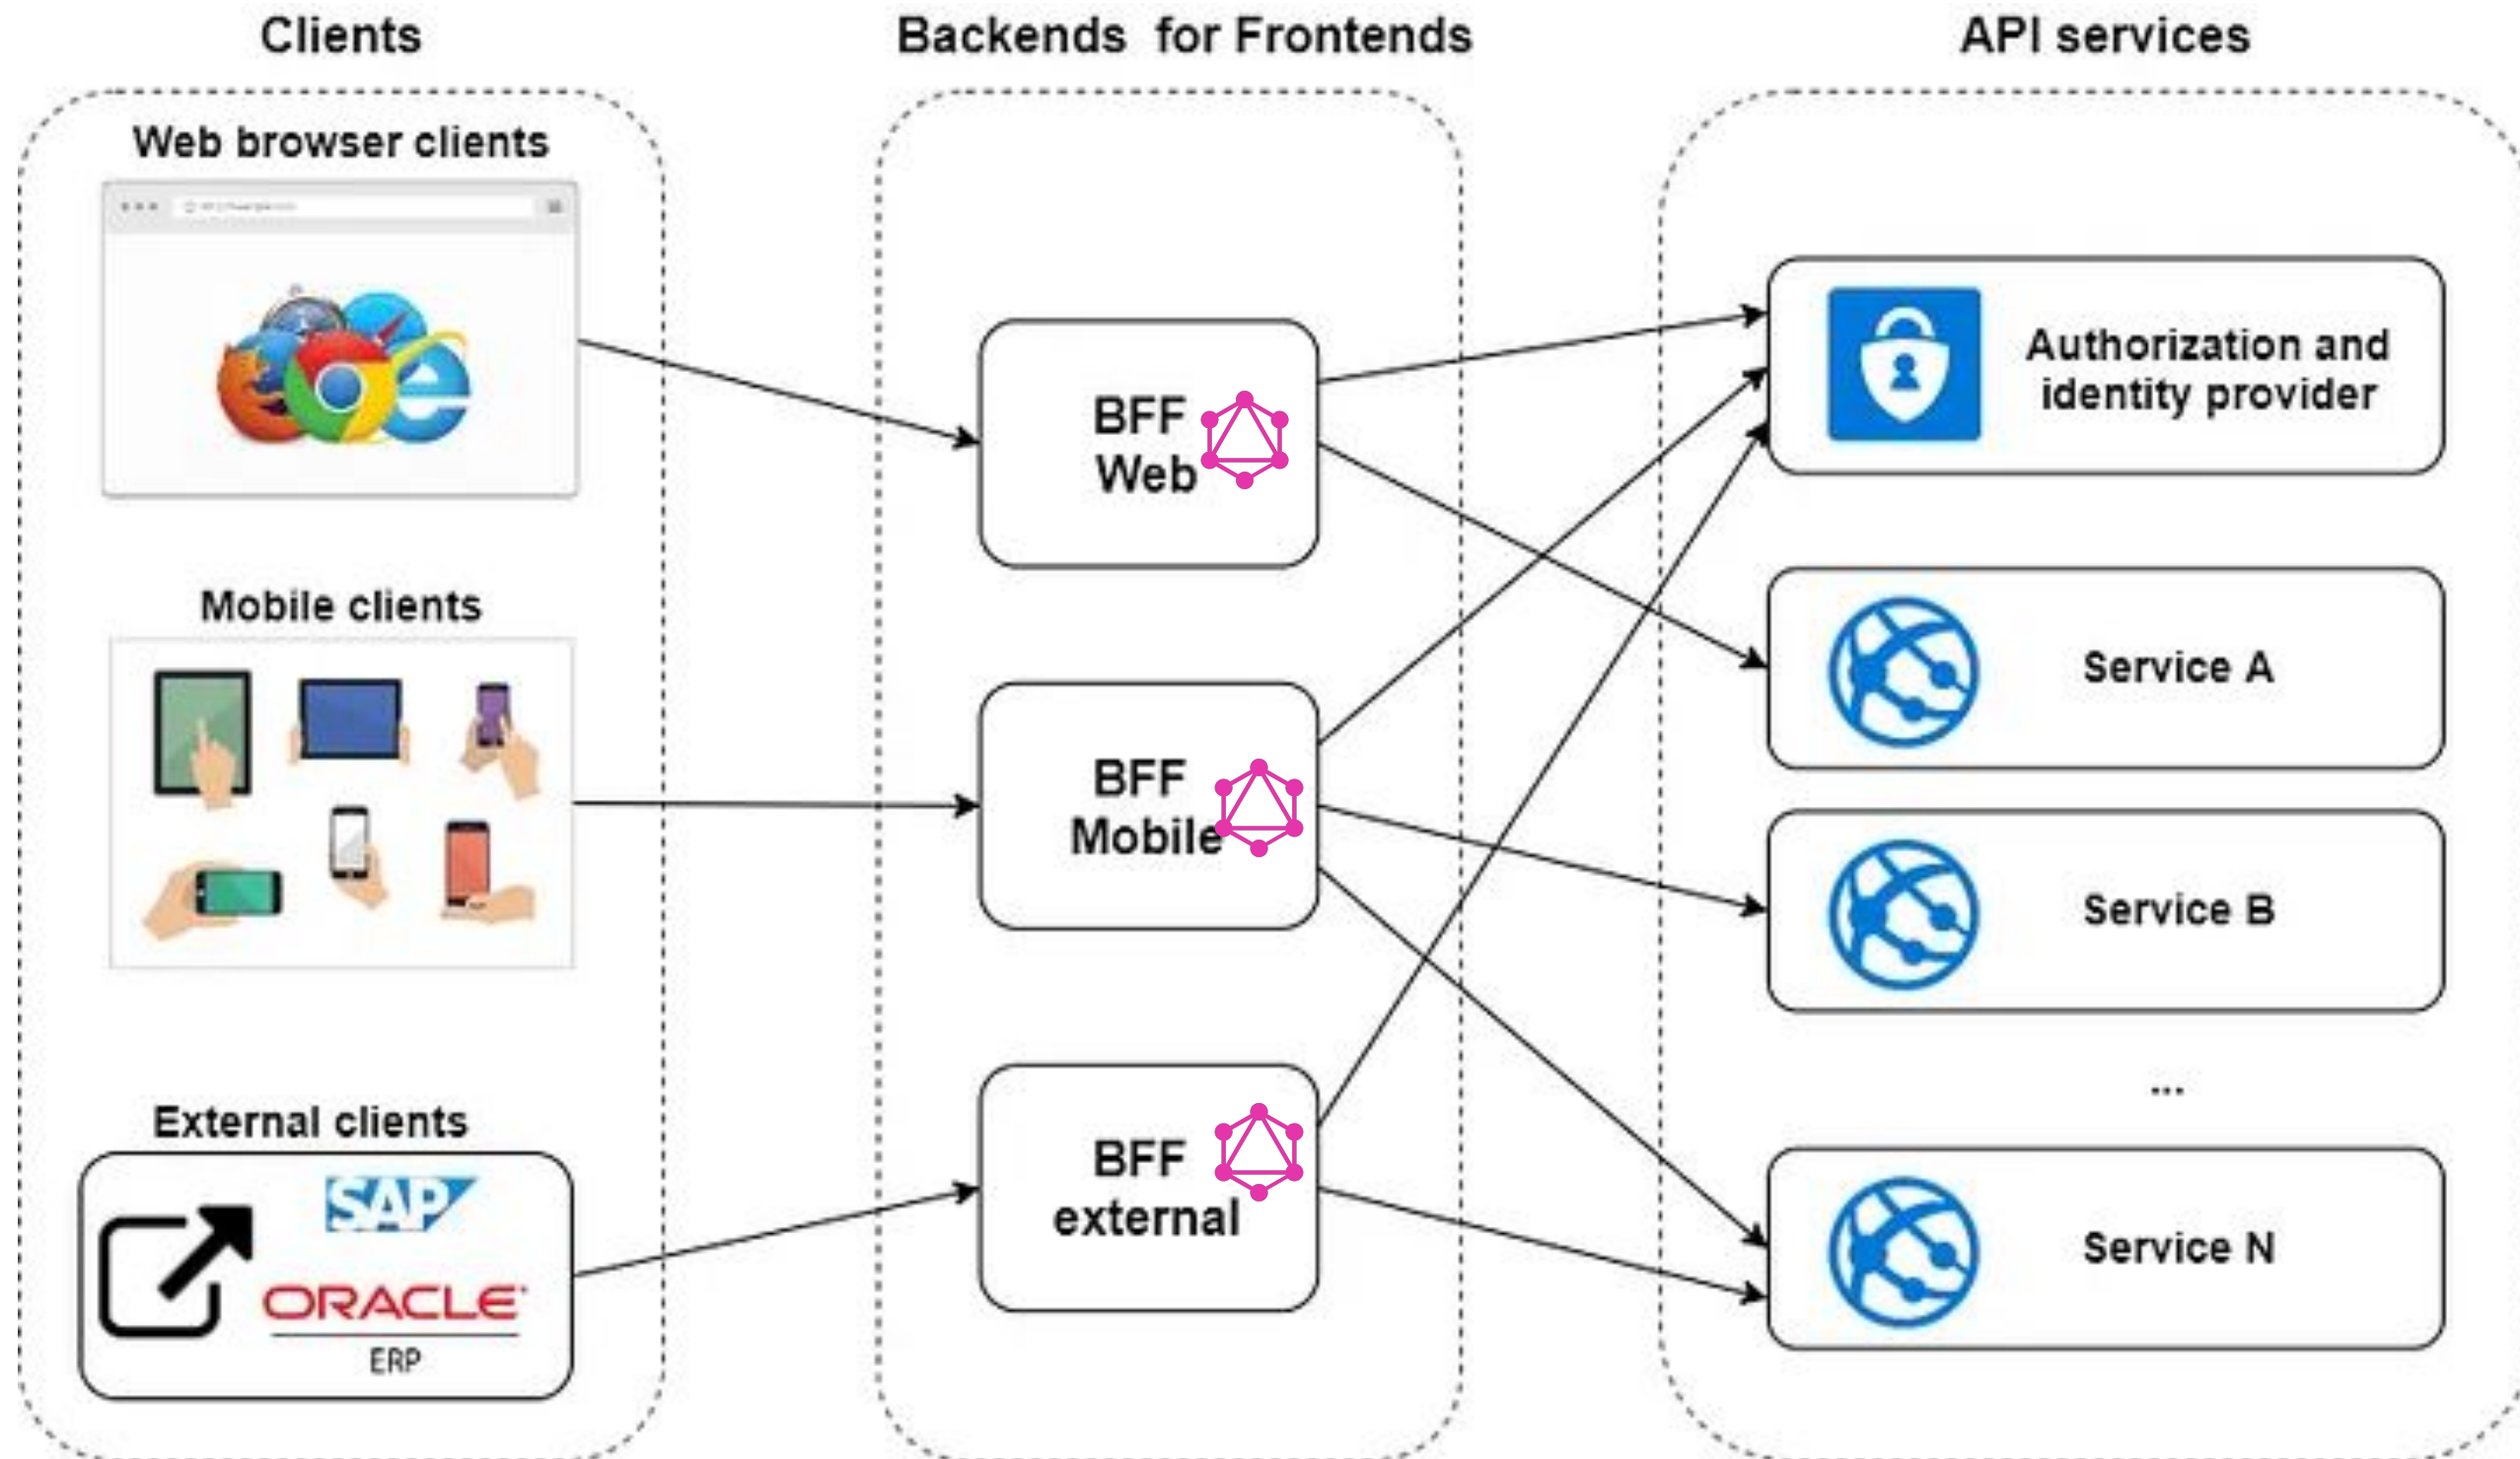 Clients
Backends for Frontends
API services
Web browser clients
Mobile clients
External clients
SAP
ORACLE
ERP
BFF
Web
BFF
Mobile
BFF
external
Authorization and
identity provider
Service A
Service B
...
Service N